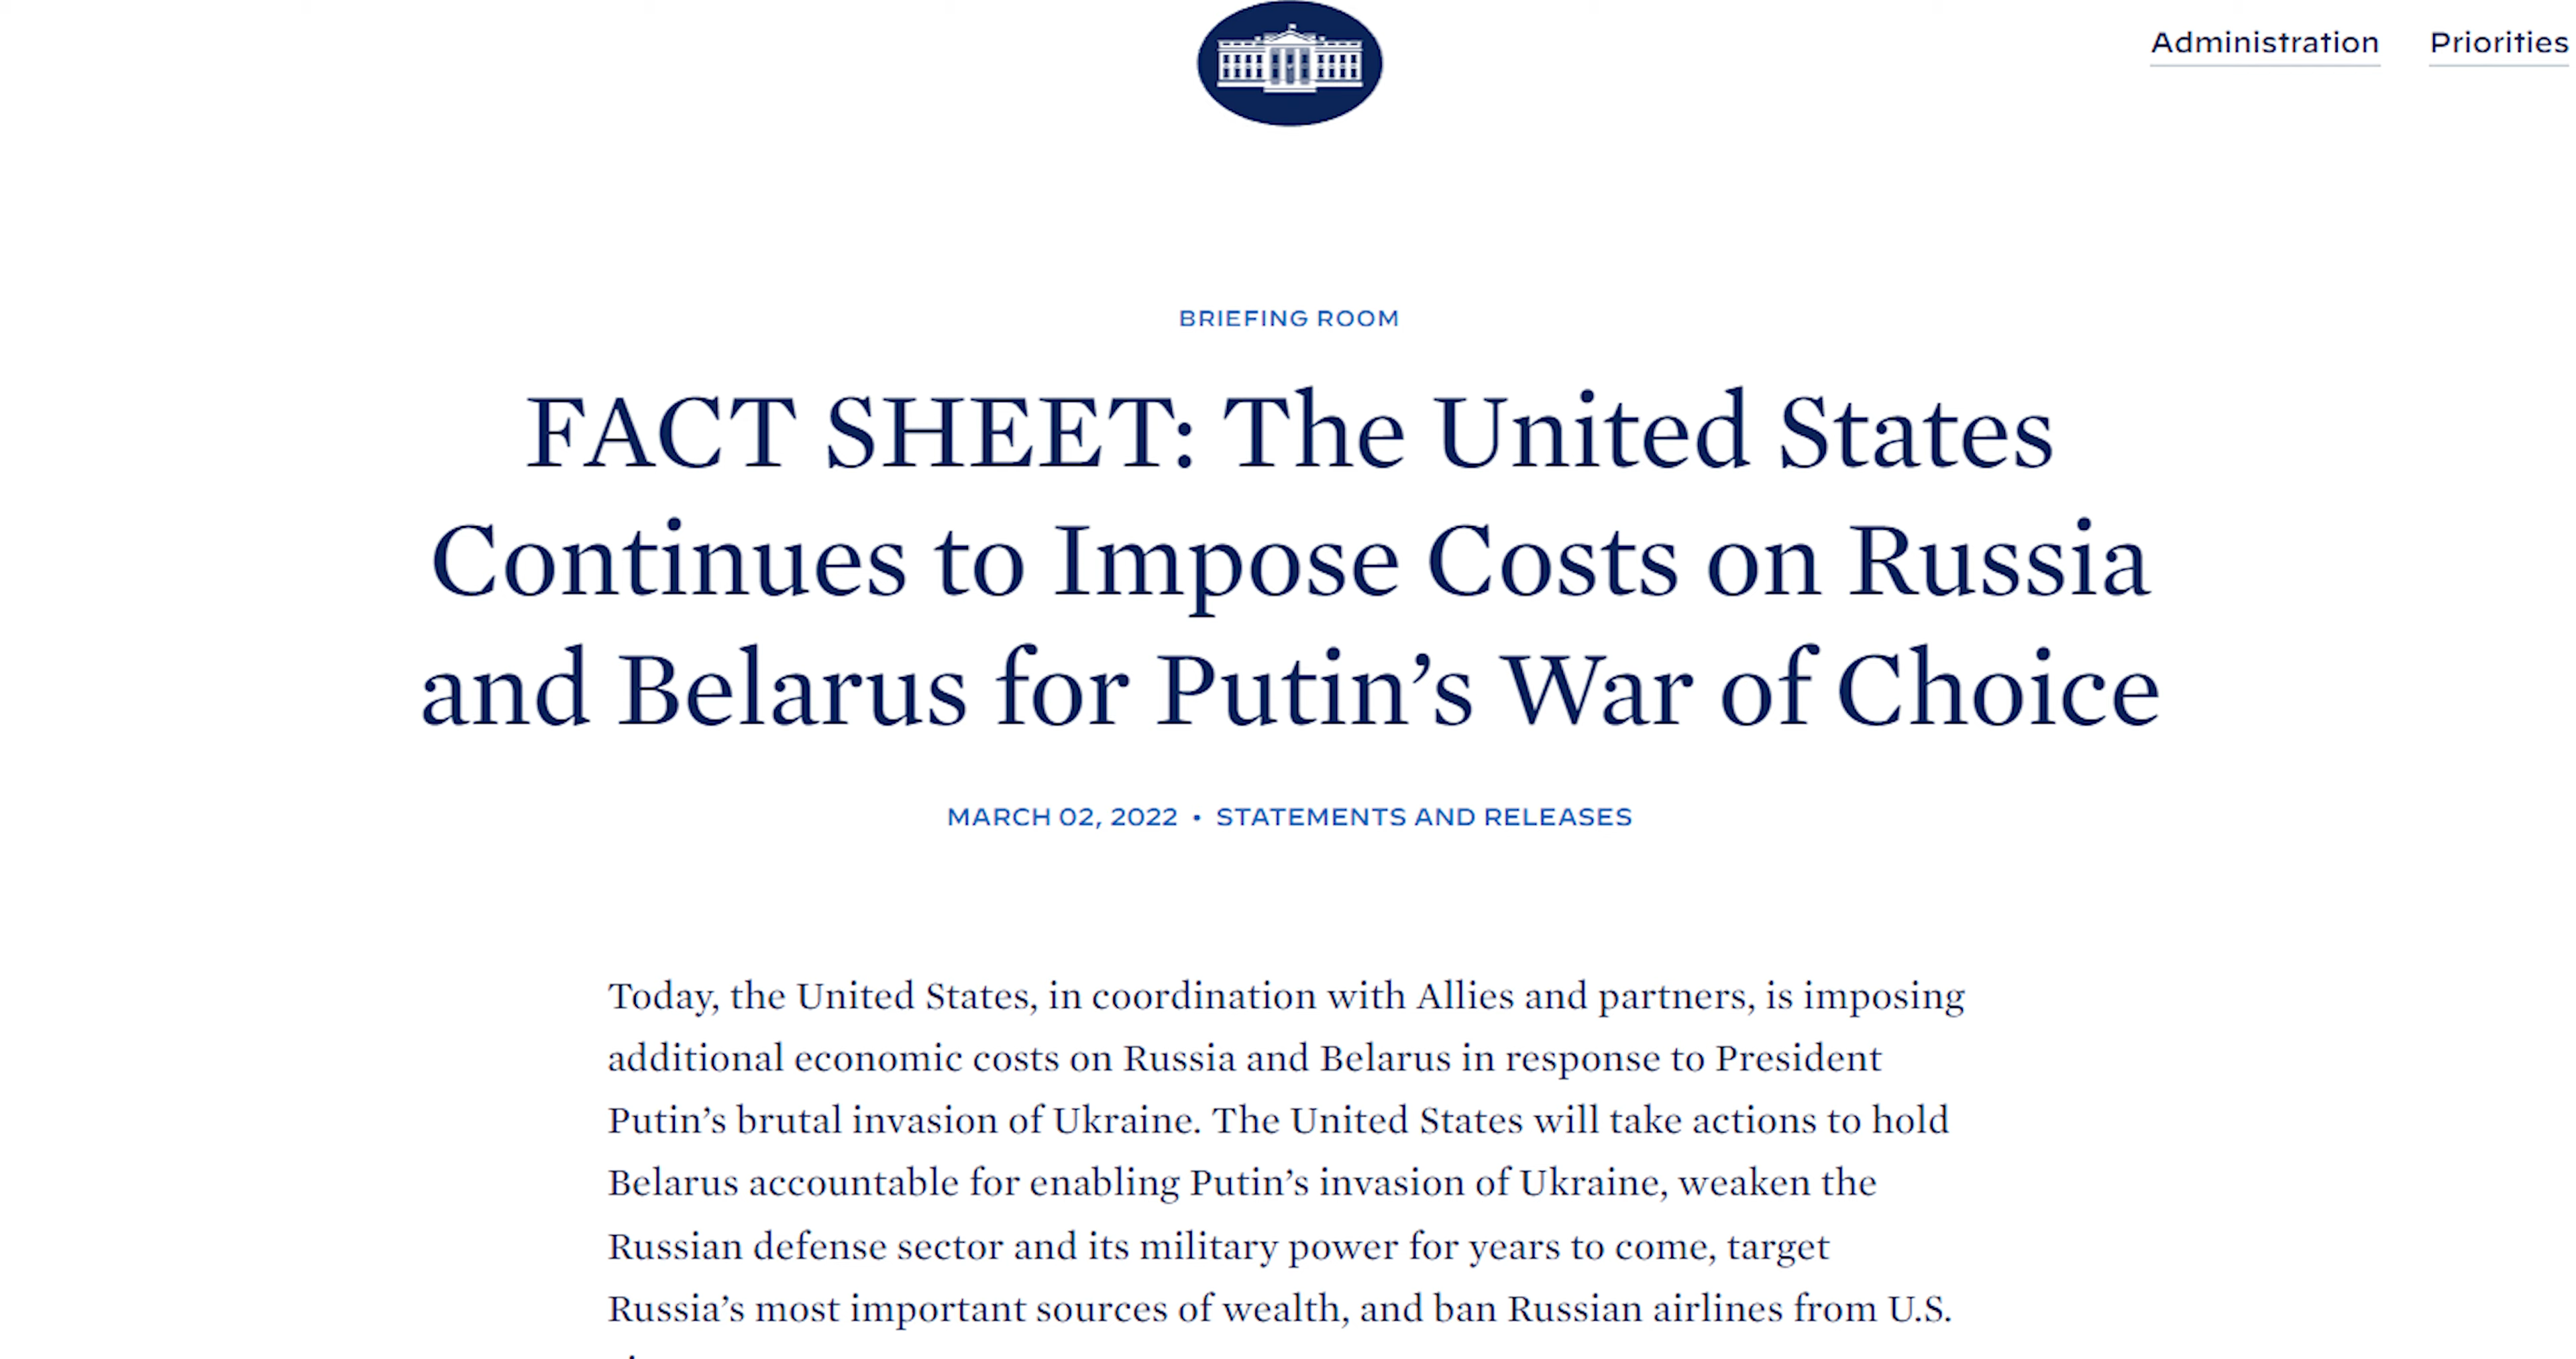 Administration Priorities
BRIEFING ROOM
FACT SHEET: The United States
Continues to Impose Costs on Russia
and Belarus for Putin’s War of Choice
MARCH 02, 2022 • STATEMENTS AND RELEASES
Today, the United States, in coordination with Allies and partners, is imposing
additional economic costs on Russia and Belarus in response to President
Putin’s brutal invasion of Ukraine. The United States will take actions to hold
Belarus accountable for enabling Putin’s invasion of Ukraine, weaken the
Russian defense sector and its military power for years to come, target
Russia’s most important sources of wealth, and ban Russian airlines from U.S.